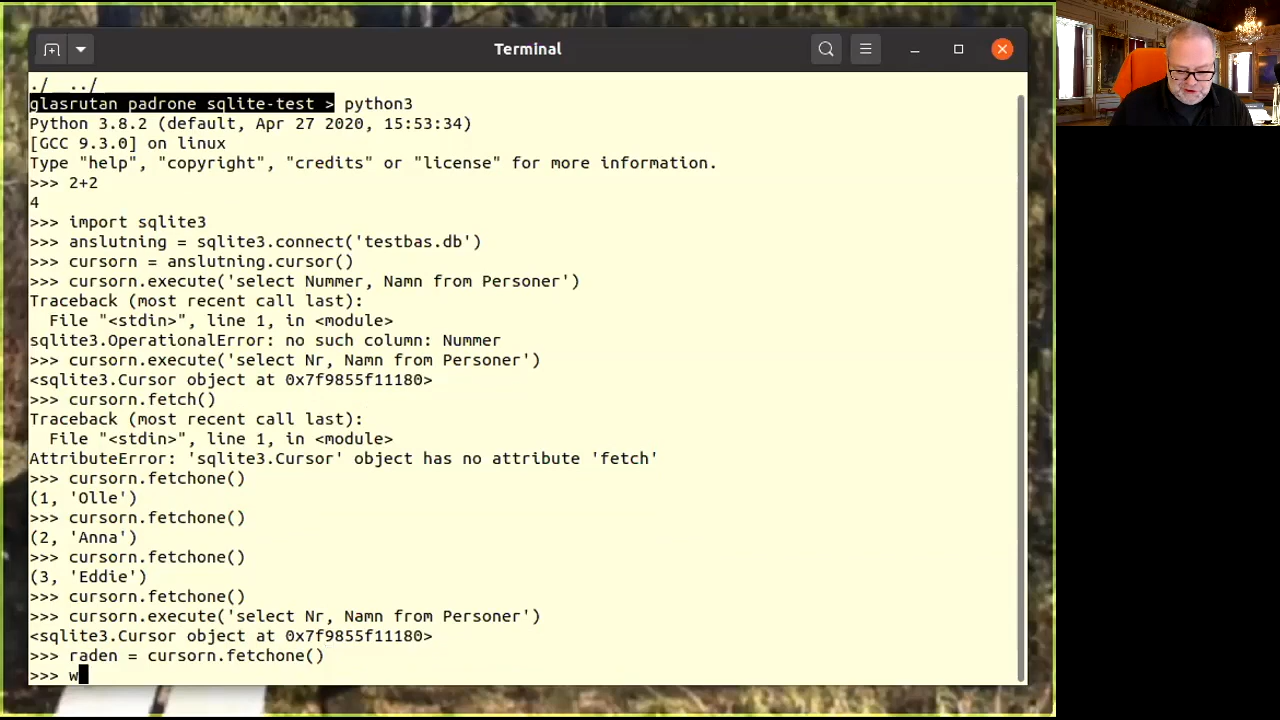 Terminal
./  ../
glasrutan padrone sqlite-test > python3
Python 3.8.2 (default, Apr 27 2020, 15:53:34)
[GCC 9.3.0] on linux
Type "help", "copyright", "credits" or "license" for more information.
>>> 2+2
4
>>> import sqlite3
>>> anslutning = sqlite3.connect('testbas.db')
>>> cursorn = anslutning.cursor()
>>> cursorn.execute('select Nummer, Namn from Personer')
Traceback (most recent call last):
  File "<stdin>", line 1, in <module>
sqlite3.OperationalError: no such column: Nummer
>>> cursorn.execute('select Nr, Namn from Personer')
<sqlite3.Cursor object at 0x7f9855f11180>
>>> cursorn.fetch()
Traceback (most recent call last):
  File "<stdin>", line 1, in <module>
AttributeError: 'sqlite3.Cursor' object has no attribute 'fetch'
>>> cursorn.fetchone()
(1, 'Olle')
>>> cursorn.fetchone()
(2, 'Anna')
>>> cursorn.fetchone()
(3, 'Eddie')
>>> cursorn.fetchone()
>>> cursorn.execute('select Nr, Namn from Personer')
<sqlite3.Cursor object at 0x7f9855f11180>
>>> raden = cursorn.fetchone()
>>> w